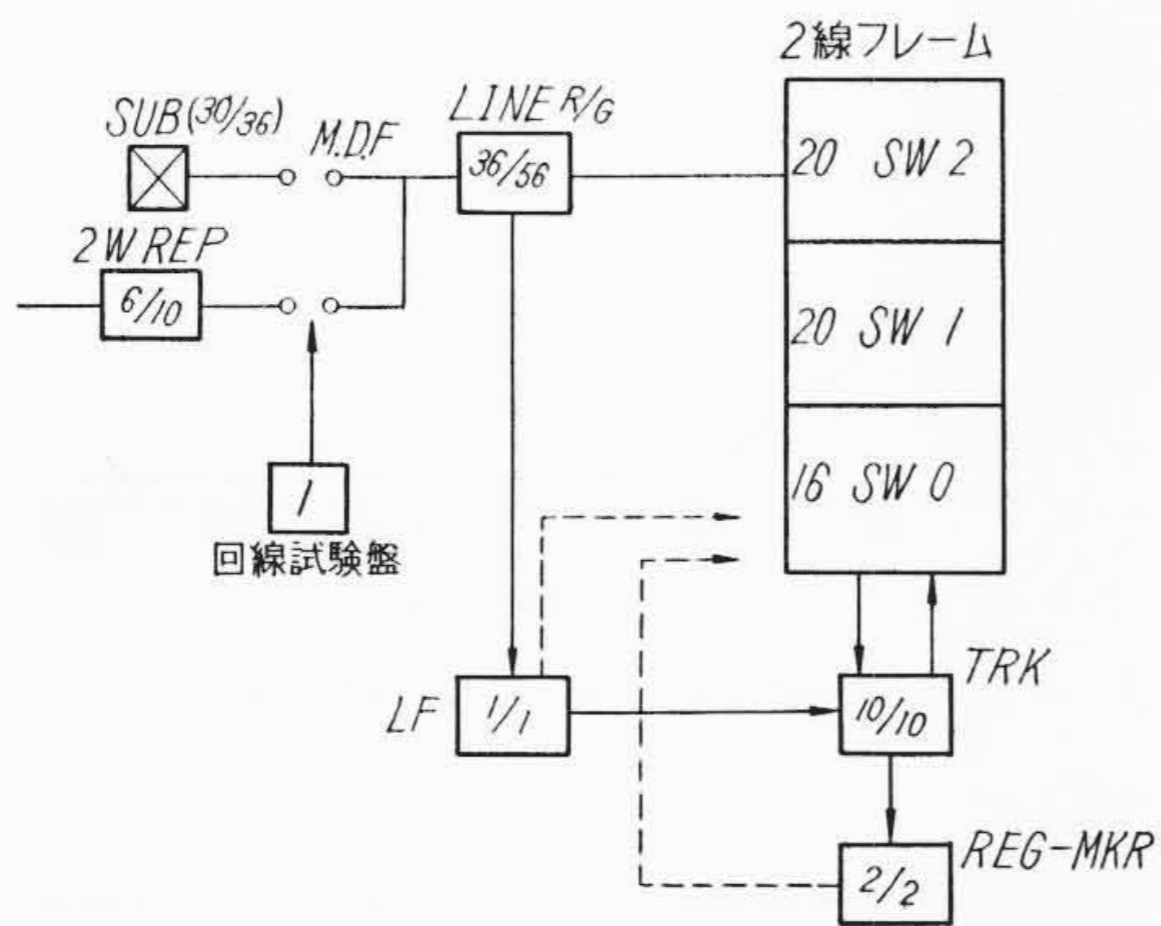 2線フレーム
SUB(30/36)
M.D.F
LINE R/G
36/56
20 SW 2
2W REP
6/10
20 SW 1
1
回線試験盤
16 SW 0
LF
1/1
TRK
10/10
REG-MKR
2/2